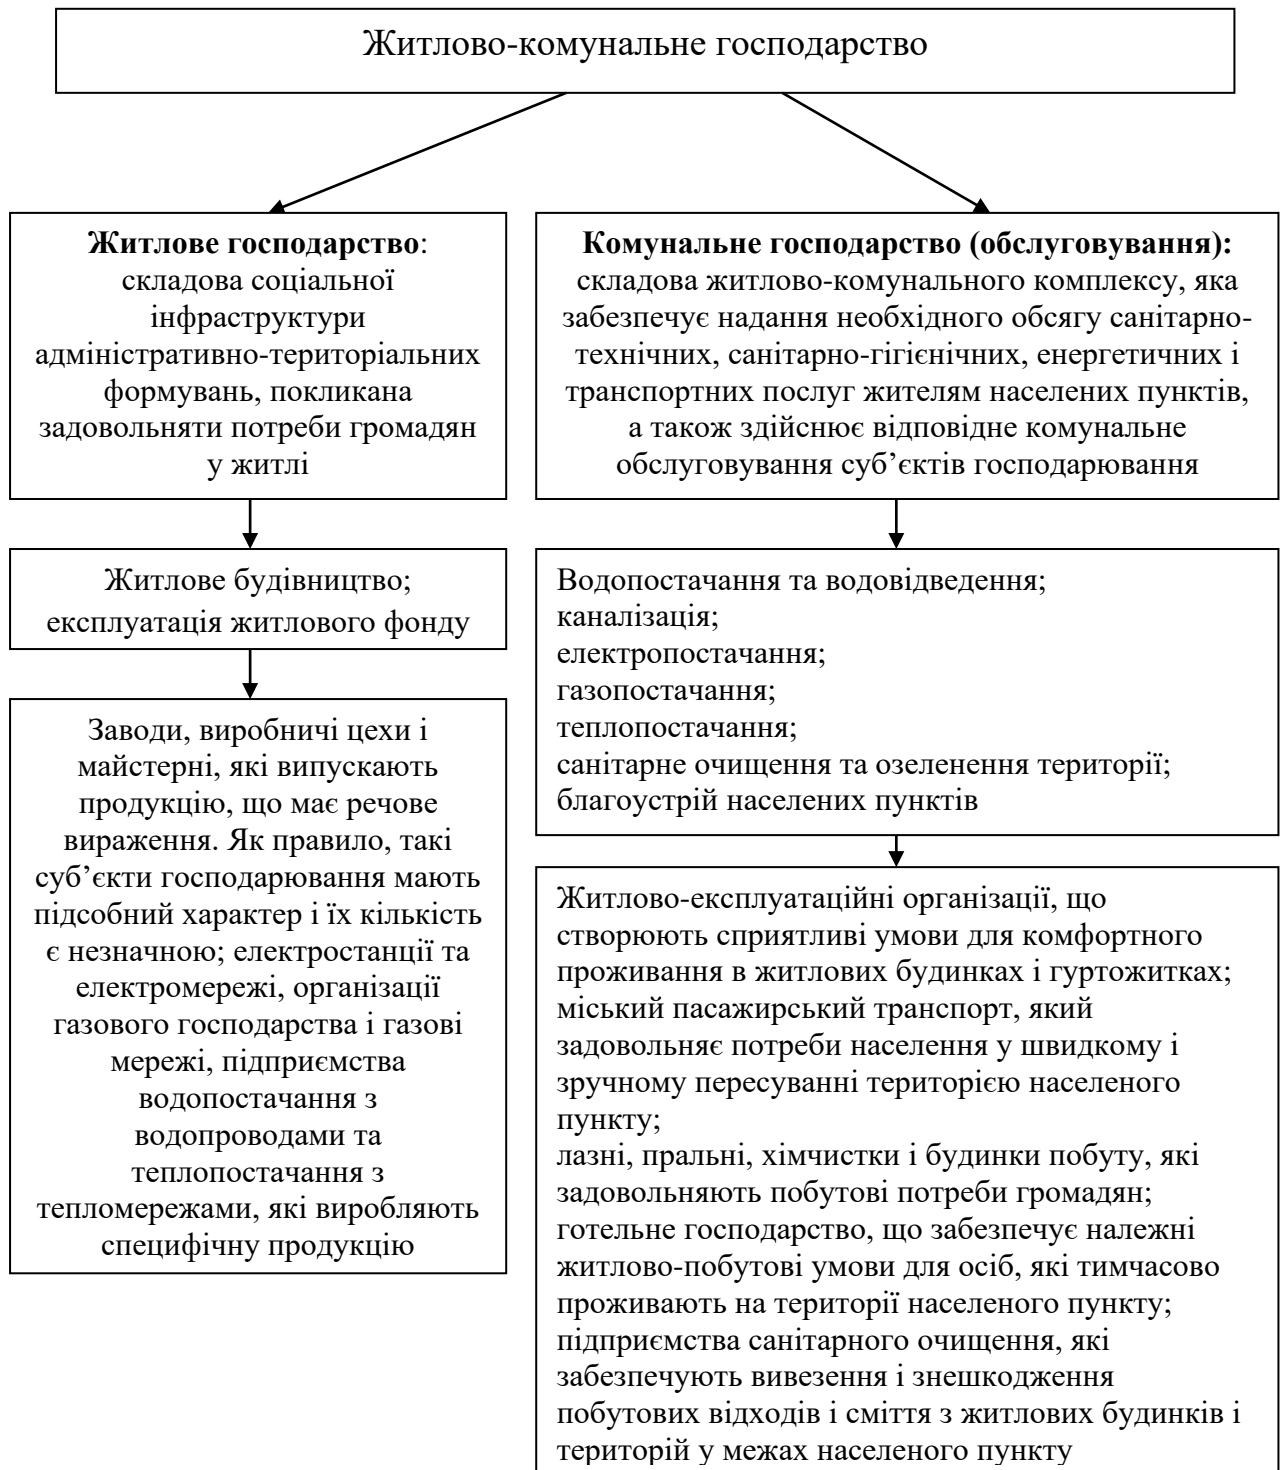 Житлово-комунальне господарство
Житлове господарство:
складова соціальної
інфраструктури
адміністративно-територіальних
формувань, покликана
задовольняти потреби громадян
у житлі
Комунальне господарство (обслуговування):
складова житлово-комунального комплексу, яка
забезпечує надання необхідного обсягу санітарно-
технічних, санітарно-гігієнічних, енергетичних і
транспортних послуг жителям населених пунктів,
а також здійснює відповідне комунальне
обслуговування суб’єктів господарювання
Житлове будівництво;
експлуатація житлового фонду
Водопостачання та водовідведення;
каналізація;
електропостачання;
газопостачання;
теплопостачання;
санітарне очищення та озеленення території;
благоустрій населених пунктів
Заводи, виробничі цехи і
майстерні, які випускають
продукцію, що має речове
вираження. Як правило, такі
суб’єкти господарювання мають
підсобний характер і їх кількість
є незначною; електростанції та
електромережі, організації
газового господарства і газові
мережі, підприємства
водопостачання з
водопроводами та
теплопостачання з
тепломережами, які виробляють
специфічну продукцію
Житлово-експлуатаційні організації, що
створюють сприятливі умови для комфортного
проживання в житлових будинках і гуртожитках;
міський пасажирський транспорт, який
задовольняє потреби населення у швидкому і
зручному пересуванні територією населеного
пункту;
лазні, пральні, хімчистки і будинки побуту, які
задовольняють побутові потреби громадян;
готельне господарство, що забезпечує належні
житлово-побутові умови для осіб, які тимчасово
проживають на території населеного пункту;
підприємства санітарного очищення, які
забезпечують вивезення і знешкодження
побутових відходів і сміття з житлових будинків і
територій у межах населеного пункту